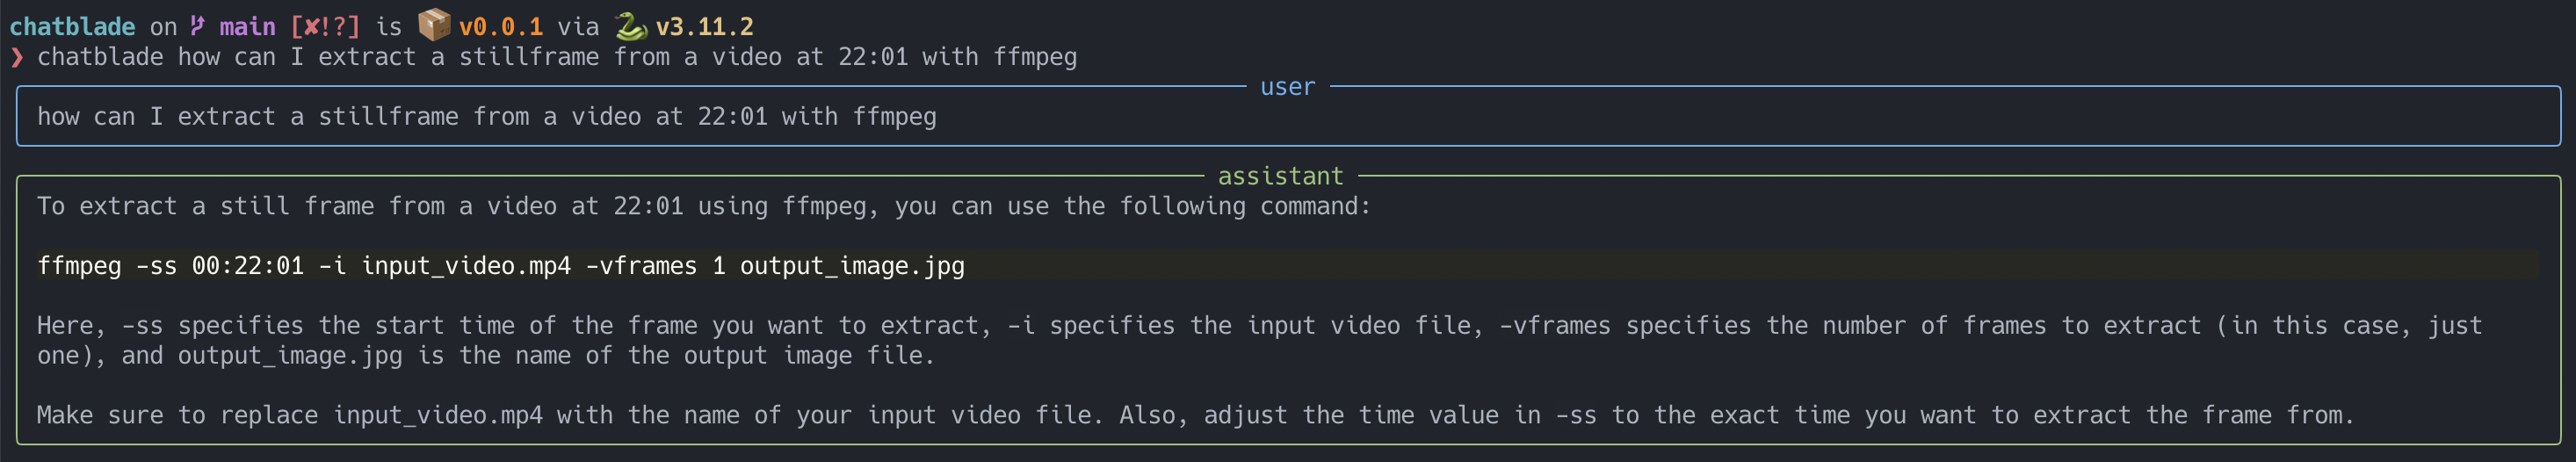 chatblade on main [✘!?] is 📦 v0.0.1 via 🐍 v3.11.2
❯ chatblade how can I extract a stillframe from a video at 22:01 with ffmpeg
user
how can I extract a stillframe from a video at 22:01 with ffmpeg
assistant
To extract a still frame from a video at 22:01 using ffmpeg, you can use the following command:
ffmpeg -ss 00:22:01 -i input_video.mp4 -vframes 1 output_image.jpg
Here, -ss specifies the start time of the frame you want to extract, -i specifies the input video file, -vframes specifies the number of frames to extract (in this case, just
one), and output_image.jpg is the name of the output image file.
Make sure to replace input_video.mp4 with the name of your input video file. Also, adjust the time value in -ss to the exact time you want to extract the frame from.